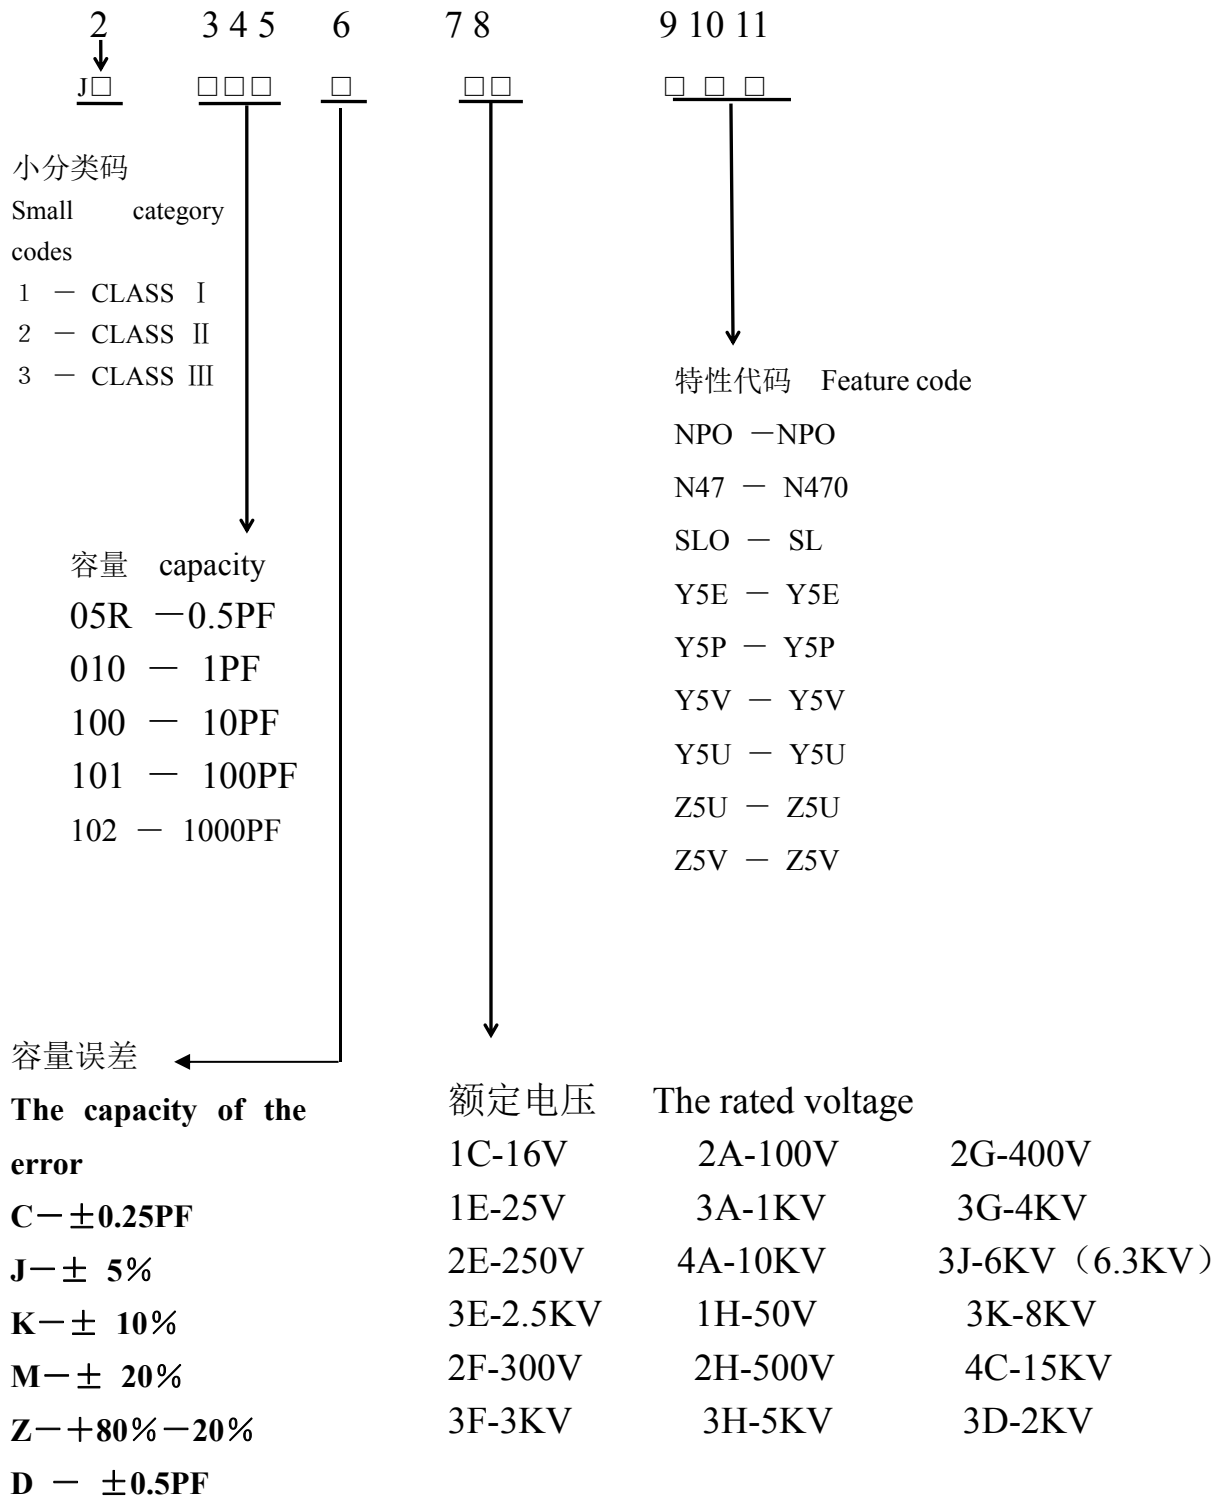 2 3 4 5 6 7 8 9 10 11
J□ □□□ □ □□ □ □ □
小分类码
Small category
codes
1 － CLASS Ⅰ
2 － CLASS Ⅱ
3 － CLASS Ⅲ
特性代码 Feature code
NPO －NPO
N47 － N470
SLO － SL
Y5E － Y5E
Y5P － Y5P
Y5V － Y5V
Y5U － Y5U
Z5U － Z5U
Z5V － Z5V
容量 capacity
05R －0.5PF
010 － 1PF
100 － 10PF
101 － 100PF
102 － 1000PF
容量误差
The capacity of the
error
C－±0.25PF
J－± 5%
K－± 10%
M－± 20%
Z－＋80%－20%
D － ±0.5PF
额定电压 The rated voltage
1C-16V 2A-100V 2G-400V
1E-25V 3A-1KV 3G-4KV
2E-250V 4A-10KV 3J-6KV（6.3KV）
3E-2.5KV 1H-50V 3K-8KV
2F-300V 2H-500V 4C-15KV
3F-3KV 3H-5KV 3D-2KV